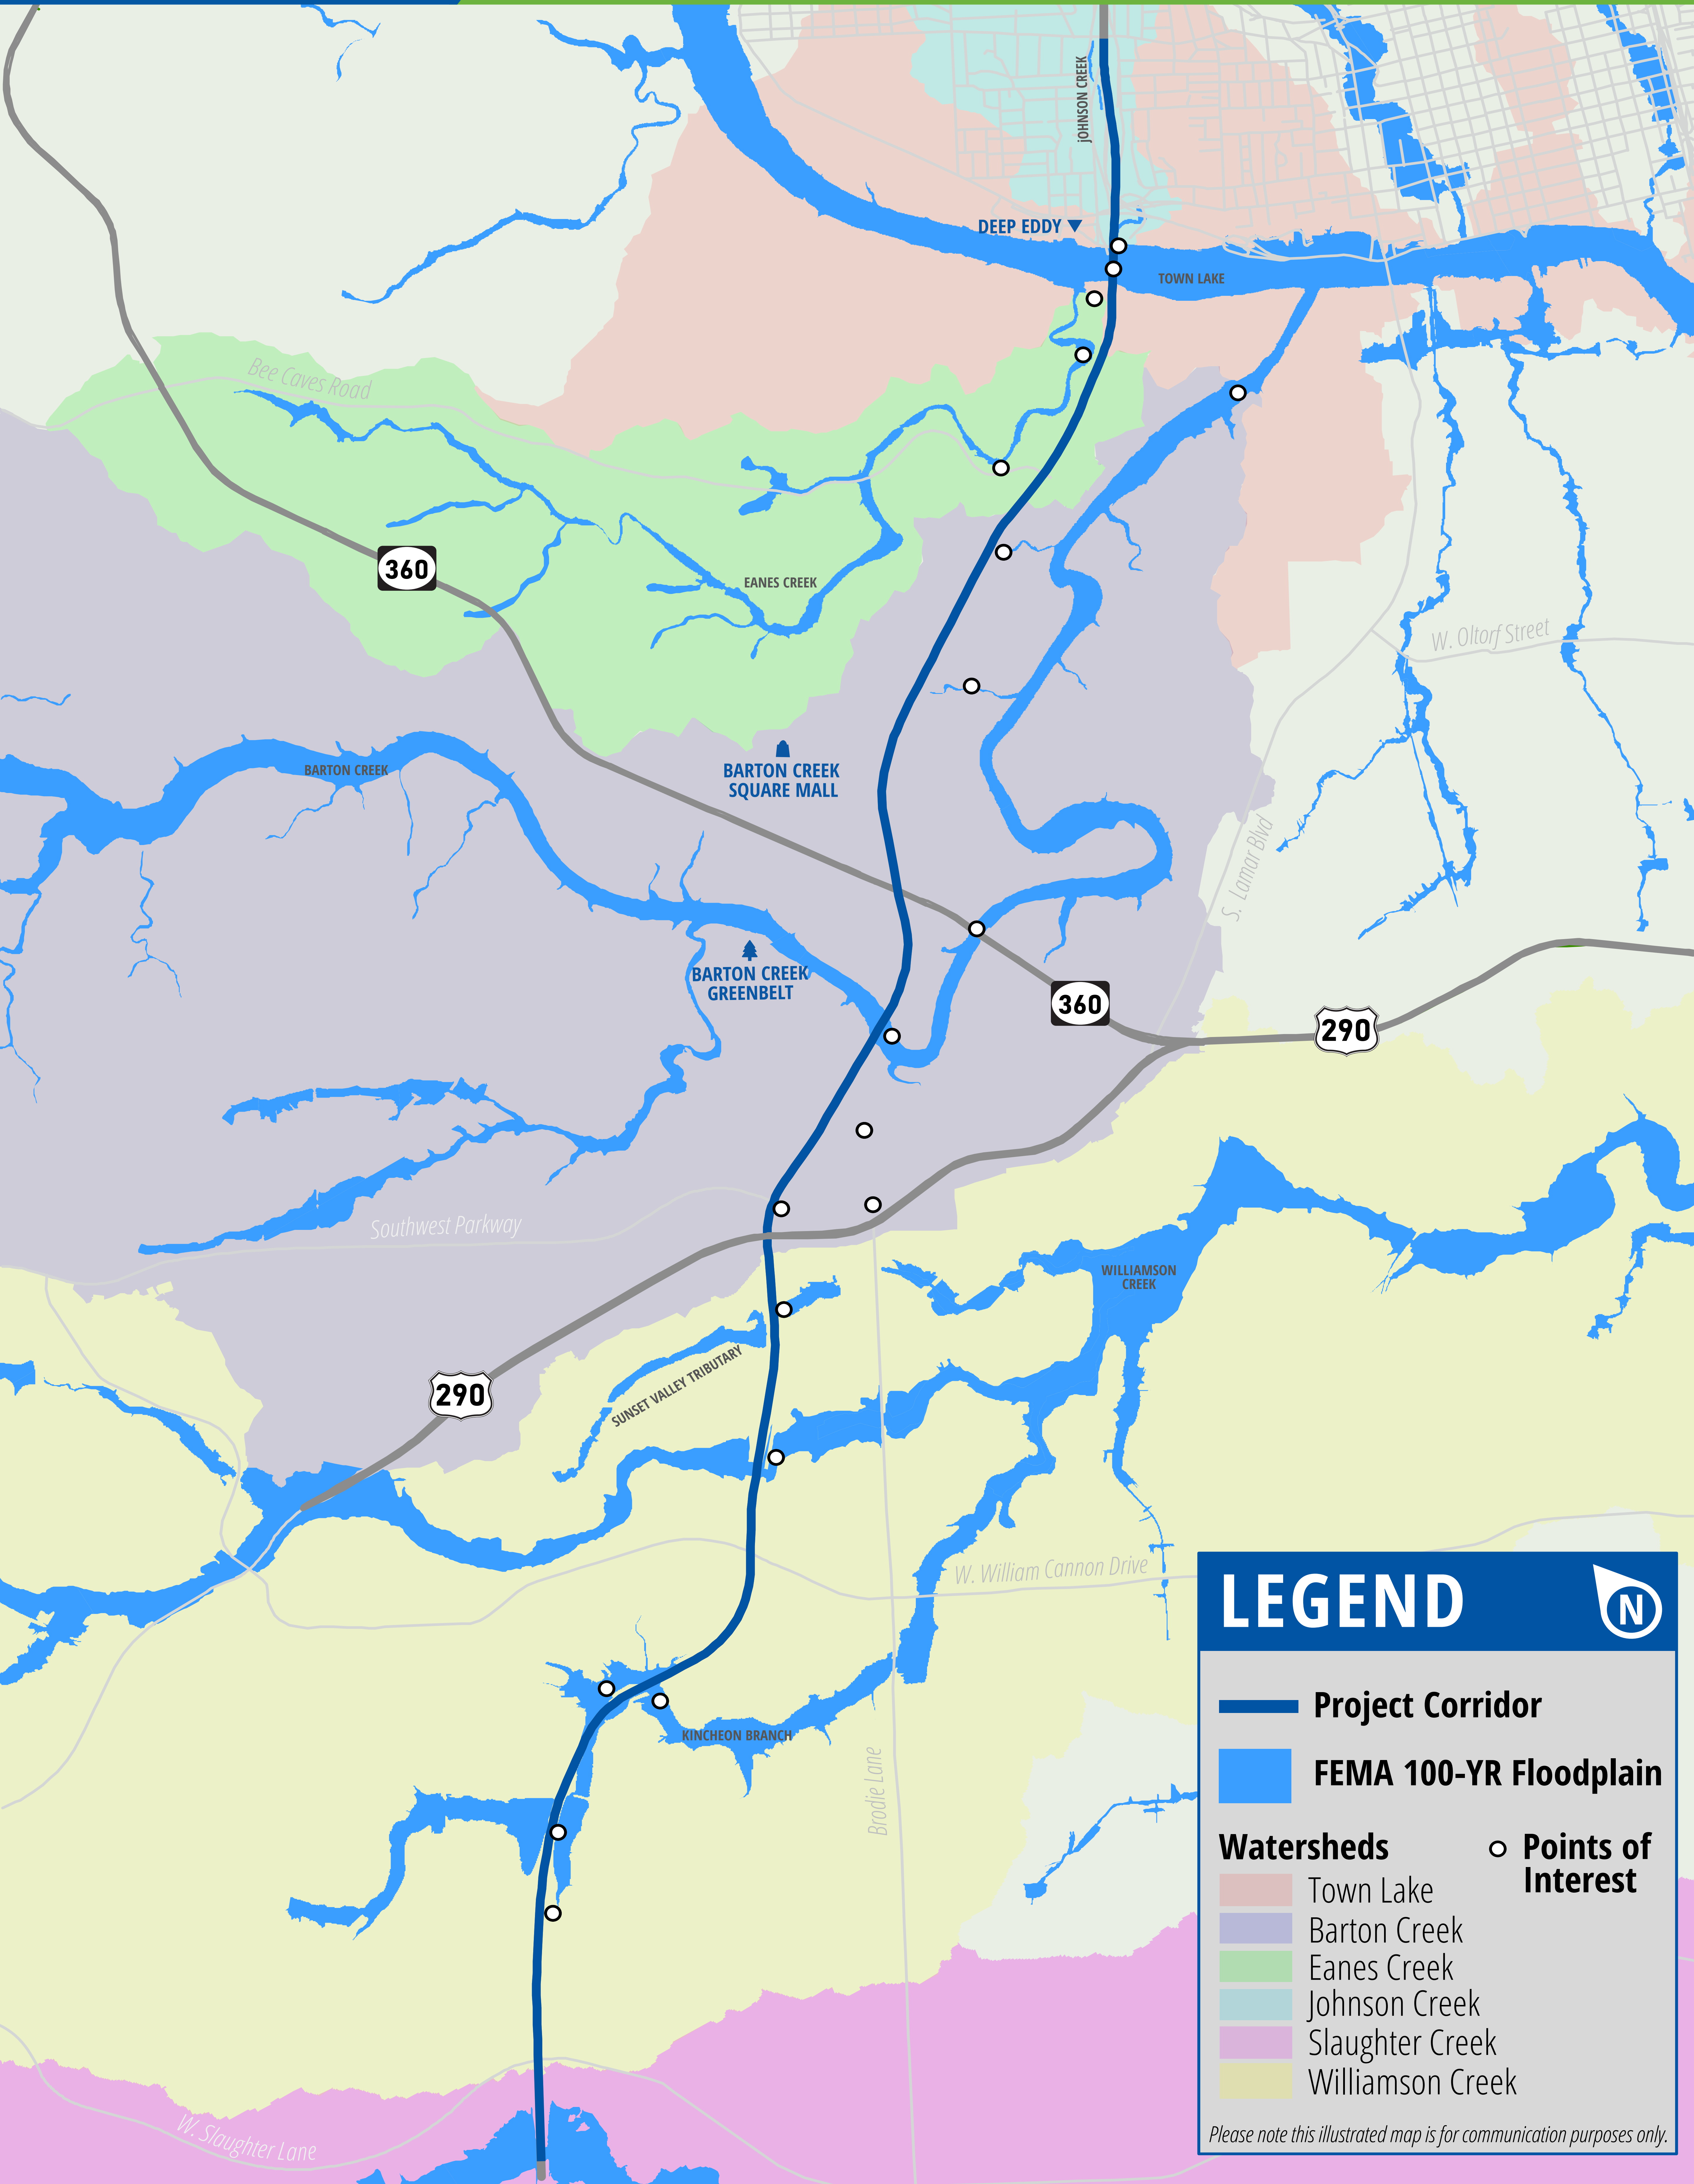 jOHNSON CREEK
DEEP EDDY
TOWN LAKE
Bee Caves Road
360
EANES CREEK
W. Oltorf Street
BARTON CREEK
BARTON CREEK
SQUARE MALL
S. Lamar Blvd
BARTON CREEK
GREENBELT
360
290
Southwest Parkway
WILLIAMSON
CREEK
SUNSET VALLEY TRIBUTARY
290
W. William Cannon Drive
KINCHEON BRANCH
Brodie Lane
W. Slaughter Lane
LEGEND
N
Project Corridor
FEMA 100-YR Floodplain
Watersheds
Points of
Interest
Town Lake
Barton Creek
Eanes Creek
Johnson Creek
Slaughter Creek
Williamson Creek
Please note this illustrated map is for communication purposes only.